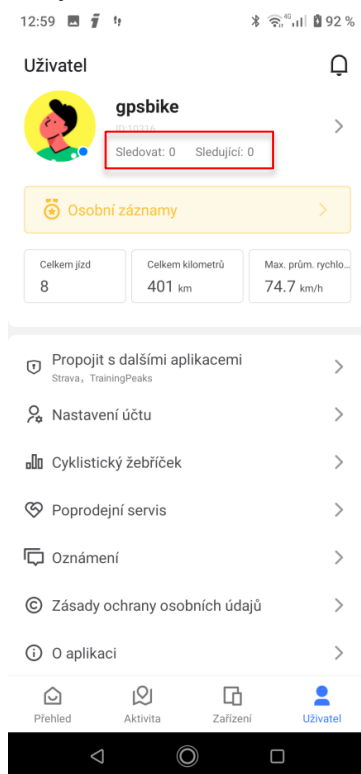 12:59 92 %
Uživatel
gpsbike
ID:10316
Sledovat: 0 Sledující: 0
Osobní záznamy
Celkem jízd
8
Celkem kilometrů
401 km
Max. prům. rychlo...
74.7 km/h
Propojit s dalšími aplikacemi
Strava, TrainingPeaks
Nastavení účtu
Cyklistický žebříček
Poprodejní servis
Oznámení
Zásady ochrany osobních údajů
O aplikaci
Přehled Aktivita Zařízení Uživatel